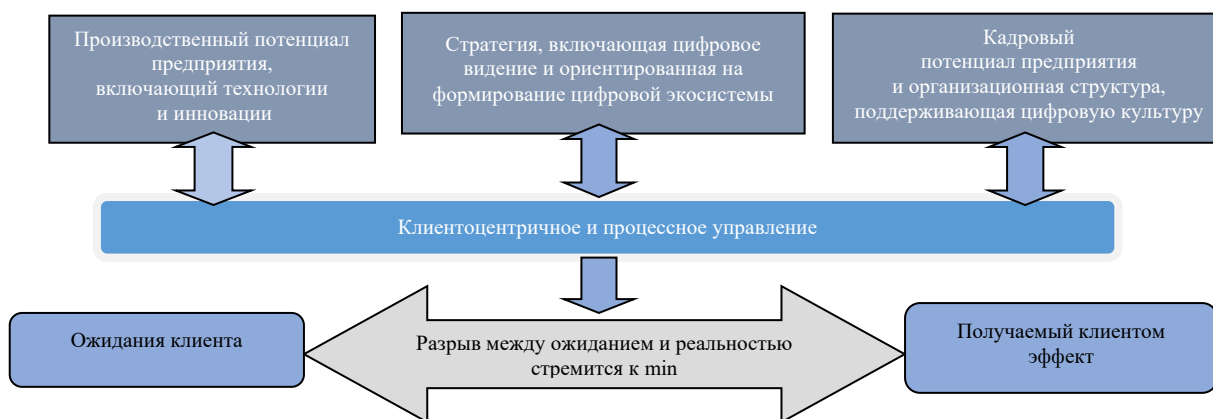 Производственный потенциал
предприятия,
включающий технологии
и инновации
Стратегия, включающая цифровое
видение и ориентированная на
формирование цифровой экосистемы
Кадровый
потенциал предприятия
и организационная структура,
поддерживающая цифровую культуру
Клиентоцентричное и процессное управление
Ожидания клиента
Разрыв между ожиданием и реальностью
стремится к min
Получаемый клиентом
эффект